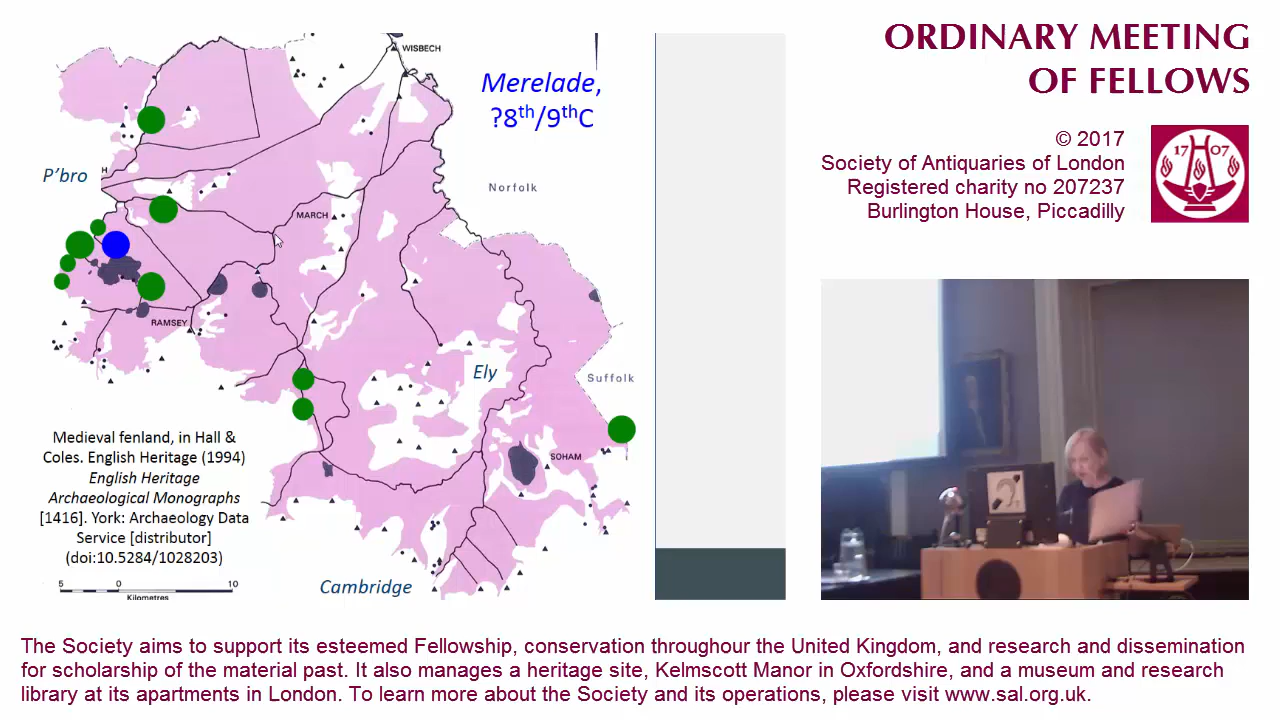 WISBECH
Merelade,
?8th/9thC
P'bro
H
Norfolk
MARCH
RAMSEY
Ely
Suffolk
SOHAM
Medieval fenland, in Hall &
Coles. English Heritage (1994)
English Heritage
Archaeological Monographs
[1416]. York: Archaeology Data
Service [distributor]
(doi:10.5284/1028203)
5 0 10
Kilometres
Cambridge
ORDINARY MEETING
OF FELLOWS
© 2017
Society of Antiquaries of London
Registered charity no 207237
Burlington House, Piccadilly
17 07
The Society aims to support its esteemed Fellowship, conservation throughour the United Kingdom, and research and dissemination
for scholarship of the material past. It also manages a heritage site, Kelmscott Manor in Oxfordshire, and a museum and research
library at its apartments in London. To learn more about the Society and its operations, please visit www.sal.org.uk.